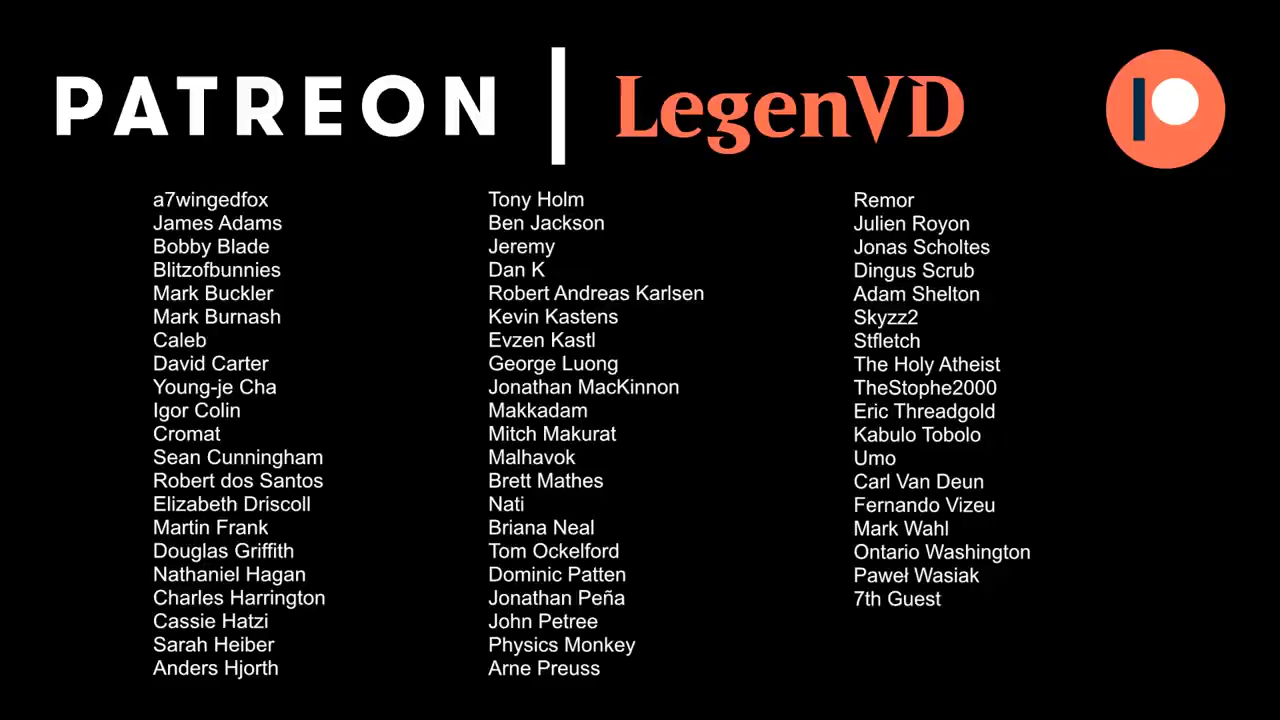 PATREON | LegenVD
a7wingedfox
James Adams
Bobby Blade
Blitzofbunnies
Mark Buckler
Mark Burnash
Caleb
David Carter
Young-je Cha
Igor Colin
Cromat
Sean Cunningham
Robert dos Santos
Elizabeth Driscoll
Martin Frank
Douglas Griffith
Nathaniel Hagan
Charles Harrington
Cassie Hatzi
Sarah Heiber
Anders Hjorth
Tony Holm
Ben Jackson
Jeremy
Dan K
Robert Andreas Karlsen
Kevin Kastens
Evzen Kastl
George Luong
Jonathan MacKinnon
Makkadam
Mitch Makurat
Malhavok
Brett Mathes
Nati
Briana Neal
Tom Ockelford
Dominic Patten
Jonathan Peña
John Petree
Physics Monkey
Arne Preuss
Remor
Julien Royon
Jonas Scholtes
Dingus Scrub
Adam Shelton
Skyzz2
Stfletch
The Holy Atheist
TheStophe2000
Eric Threadgold
Kabulo Tobolo
Umo
Carl Van Deun
Fernando Vizeu
Mark Wahl
Ontario Washington
Paweł Wasiak
7th Guest